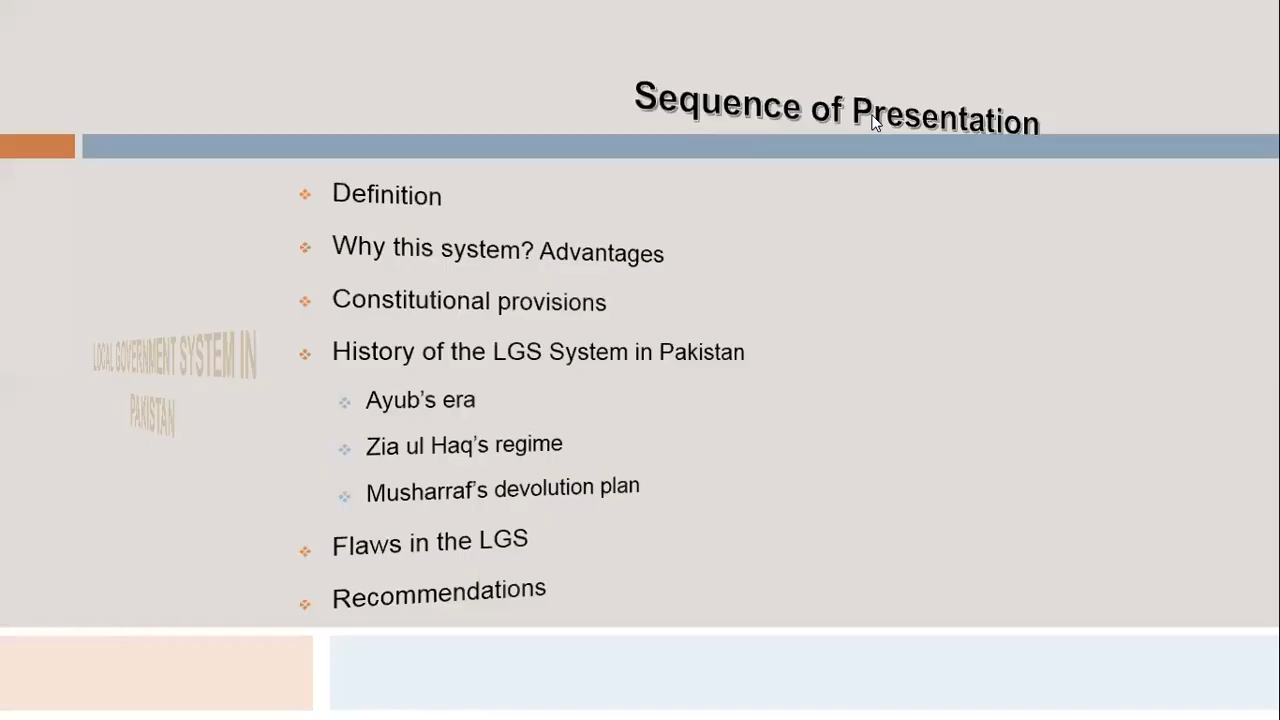 Sequence of Presentation
Definition
Why this system? Advantages
Constitutional provisions
History of the LGS System in Pakistan
Ayub's era
Zia ul Haq's regime
Musharraf's devolution plan
Flaws in the LGS
Recommendations
LOCAL GOVERNMENT SYSTEM IN
PAKISTAN